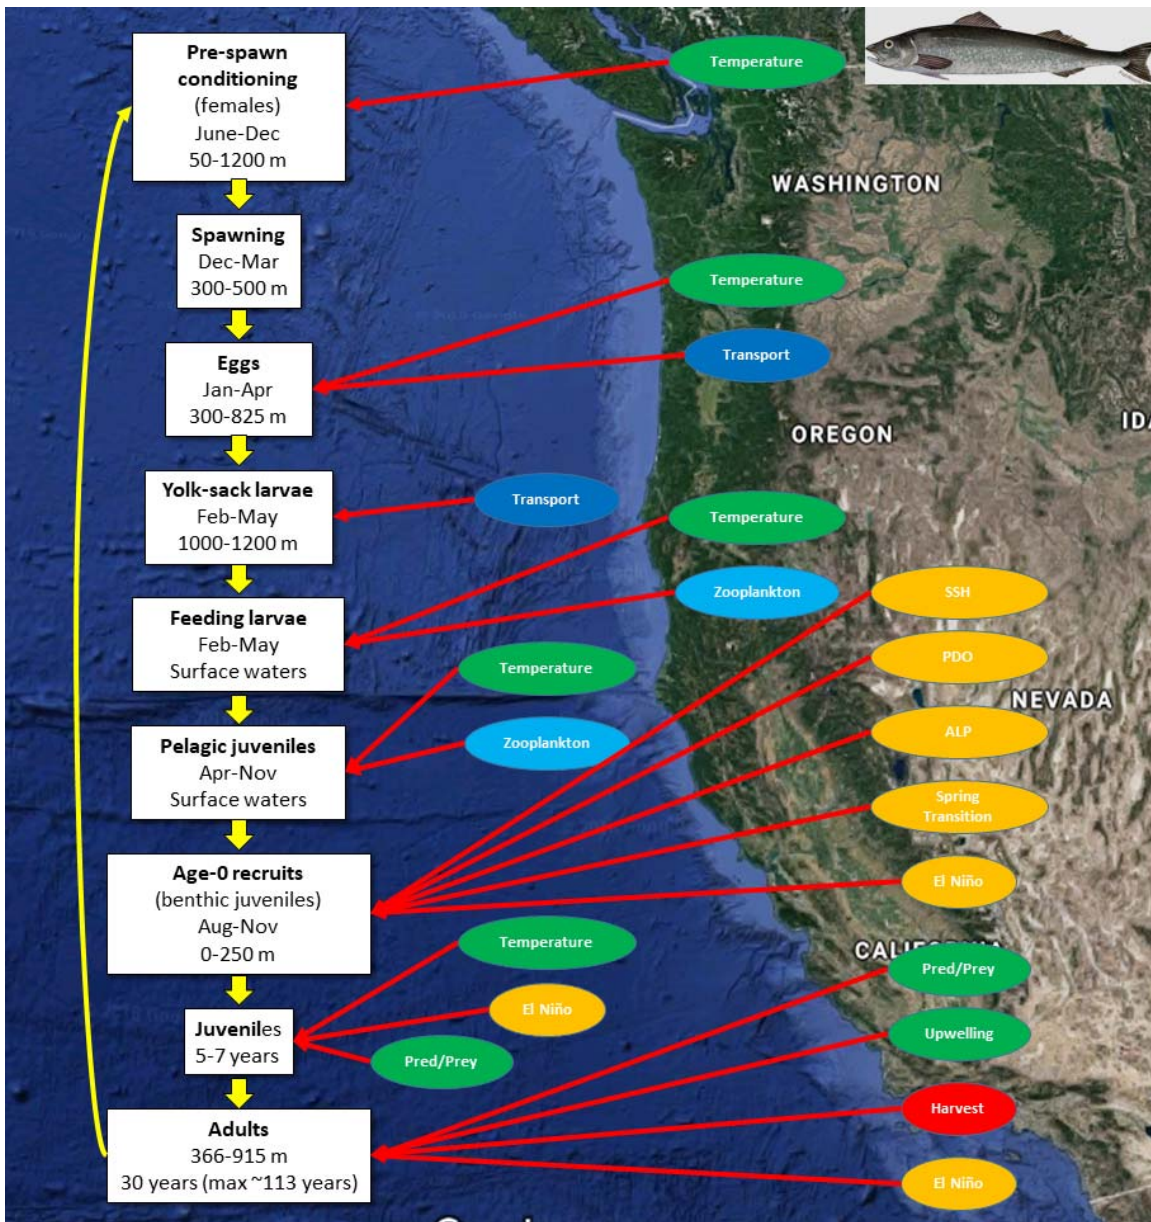 Pre-spawn
conditioning
(females)
June-Dec
50-1200 m
Temperature
WASHINGTON
Spawning
Dec-Mar
300-500 m
Temperature
Eggs
Jan-Apr
300-825 m
Transport
OREGON
Yolk-sack larvae
Feb-May
1000-1200 m
Transport
Temperature
Feeding larvae
Feb-May
Surface waters
Zooplankton
SSH
PDO
NEVADA
Pelagic juveniles
Apr-Nov
Surface waters
Temperature
Zooplankton
ALP
Spring
Transition
Age-0 recruits
(benthic juveniles)
Aug-Nov
0-250 m
El Niño
CALIFORNIA
Juveniles
5-7 years
Temperature
El Niño
Pred/Prey
Pred/Prey
Upwelling
Adults
366-915 m
30 years (max ~113 years)
Harvest
El Niño